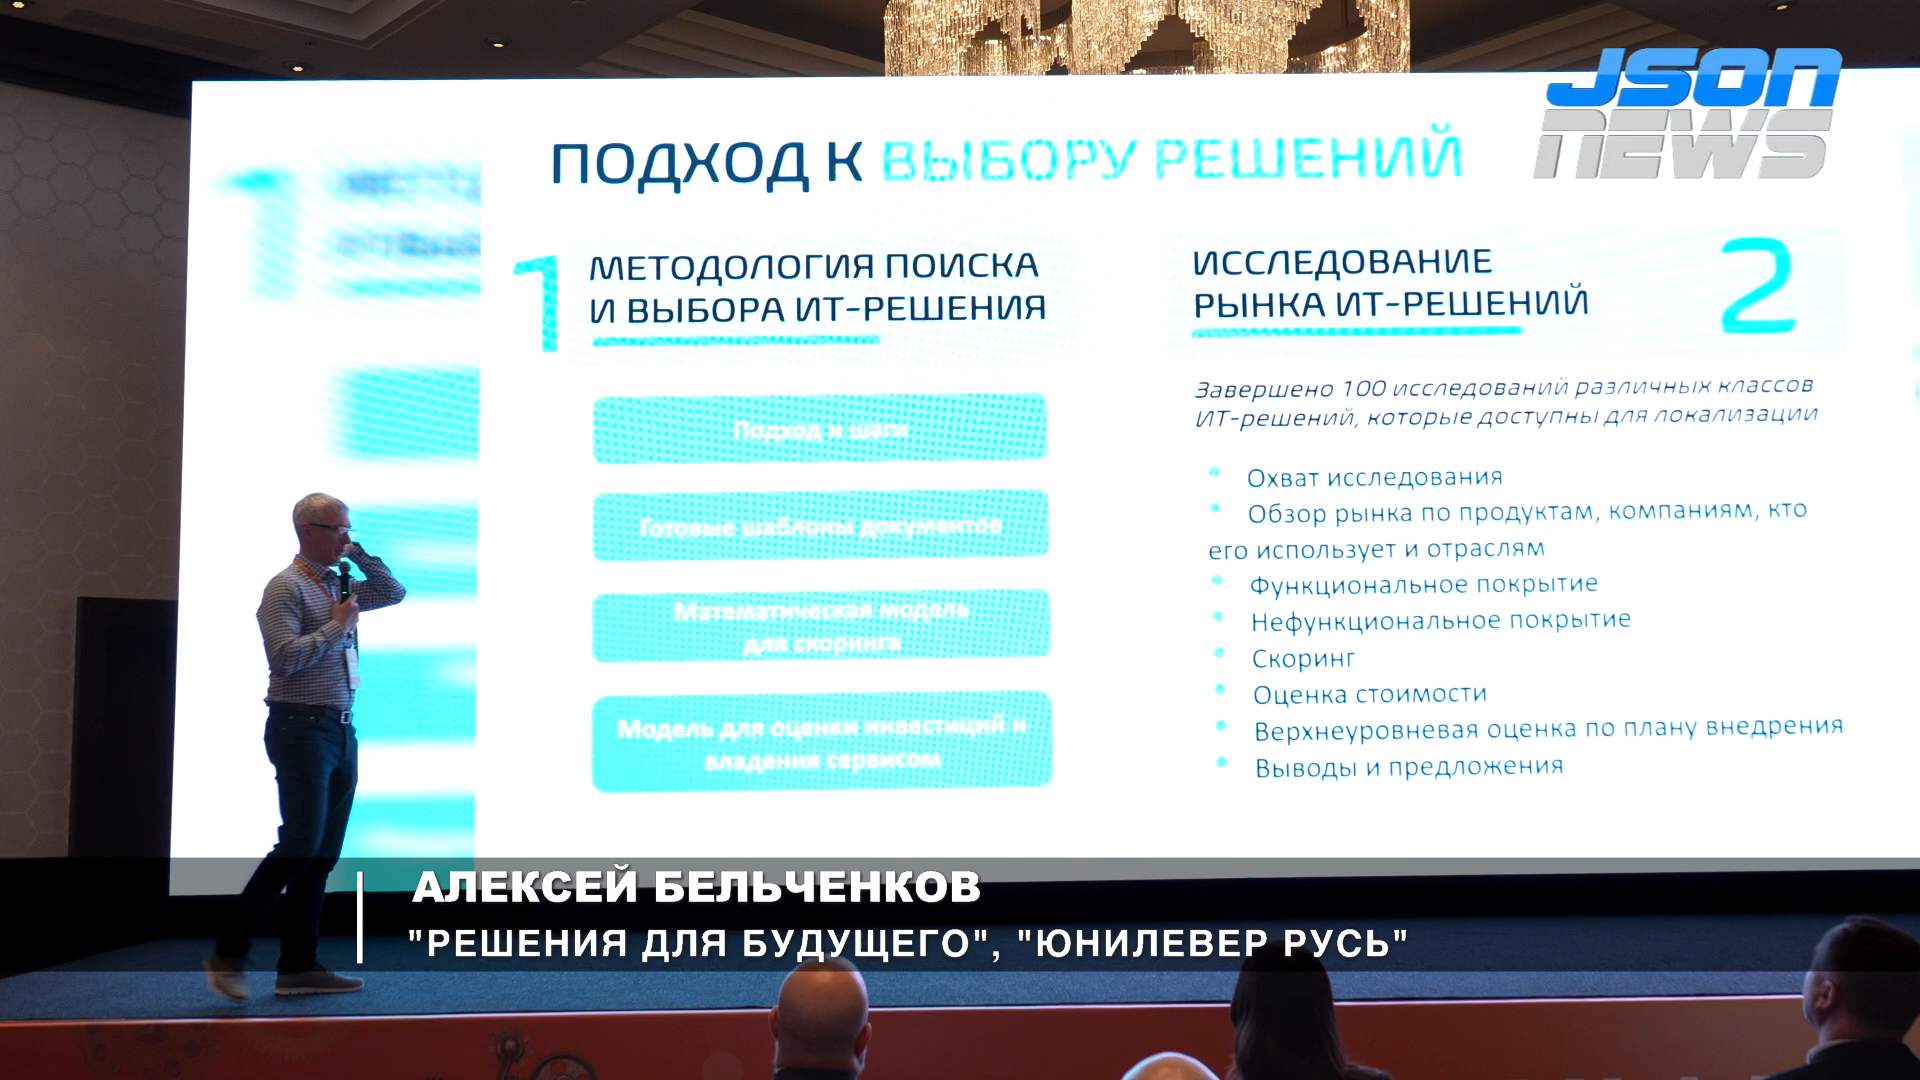 JSON
NEWS
ПОДХОД К ВЫБОРУ РЕШЕНИЙ
1
МЕТОДОЛОГИЯ ПОИСКА
И ВЫБОРА ИТ-РЕШЕНИЯ
Подход и шаги
Готовые шаблоны документов
Математическая модель
для скоринга
Модель для оценки инвестиций и
владения сервисом
ИССЛЕДОВАНИЕ
РЫНКА ИТ-РЕШЕНИЙ
2
Завершено 100 исследований различных классов
ИТ-решений, которые доступны для локализации
• Охват исследования
• Обзор рынка по продуктам, компаниям, кто
его использует и отраслям
• Функциональное покрытие
• Нефункциональное покрытие
• Скоринг
• Оценка стоимости
• Верхнеуровневая оценка по плану внедрения
• Выводы и предложения
АЛЕКСЕЙ БЕЛЬЧЕНКОВ
"РЕШЕНИЯ ДЛЯ БУДУЩЕГО", "ЮНИЛЕВЕР РУСЬ"